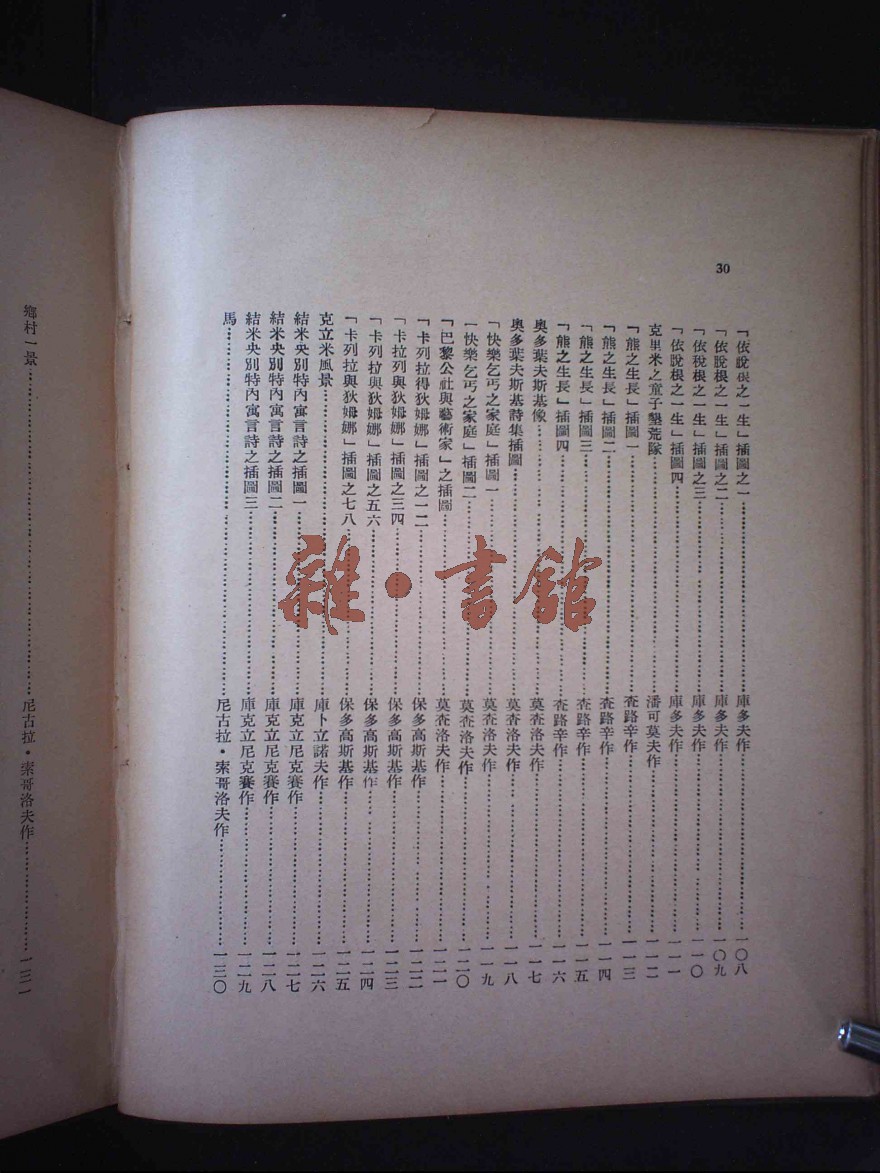 30
「依脫根之一生」插圖之一……庫多夫作……一〇八
「依脫根之一生」插圖之二……庫多夫作……一〇九
「依稅根之一生」插圖之三……庫多夫作……一一〇
「依脫根之一生」插圖四……庫多夫作……一一一
克里米之童子墾荒隊……潘可莫夫作……一一二
「熊之生長」插圖一……查路辛作……一一三
「熊之生長」插圖二……查路辛作……一一四
「熊之生長」插圖三……查路辛作……一一五
「熊之生長」插圖四……查路辛作……一一六
奧多葉夫斯基像……莫查洛夫作……一一七
奧多葉夫斯基詩集插圖……莫查洛夫作……一一八
「快樂乞丐之家庭」插圖一……莫查洛夫作……一一九
「快樂乞丐之家庭」插圖二……莫查洛夫作……一二〇
「巴黎公社與藝術家」之插圖……莫查洛夫作……一二一
「卡列拉得狄姆娜」插圖之一二……保多高斯基作……一二二
「卡拉列與狄姆娜」插圖之三四……保多高斯基作……一二三
「卡列拉與狄姆娜」插圖之五六……保多高斯基作……一二四
「卡列拉與狄姆娜」插圖之七八……保多高斯基作……一二五
克立米風景……庫卜立諾夫作……一二六
結米央別特內寓言詩之插圖一……庫克立尼克賽作……一二七
結米央別特內寓言詩之插圖二……庫克立尼克賽作……一二八
結米央別特內寓言詩之插圖三……庫克立尼克賽作……一二九
馬……尼古拉·索哥洛夫作……一三〇
鄉村一景……尼古拉·索哥洛夫作……一三一
雜·書館